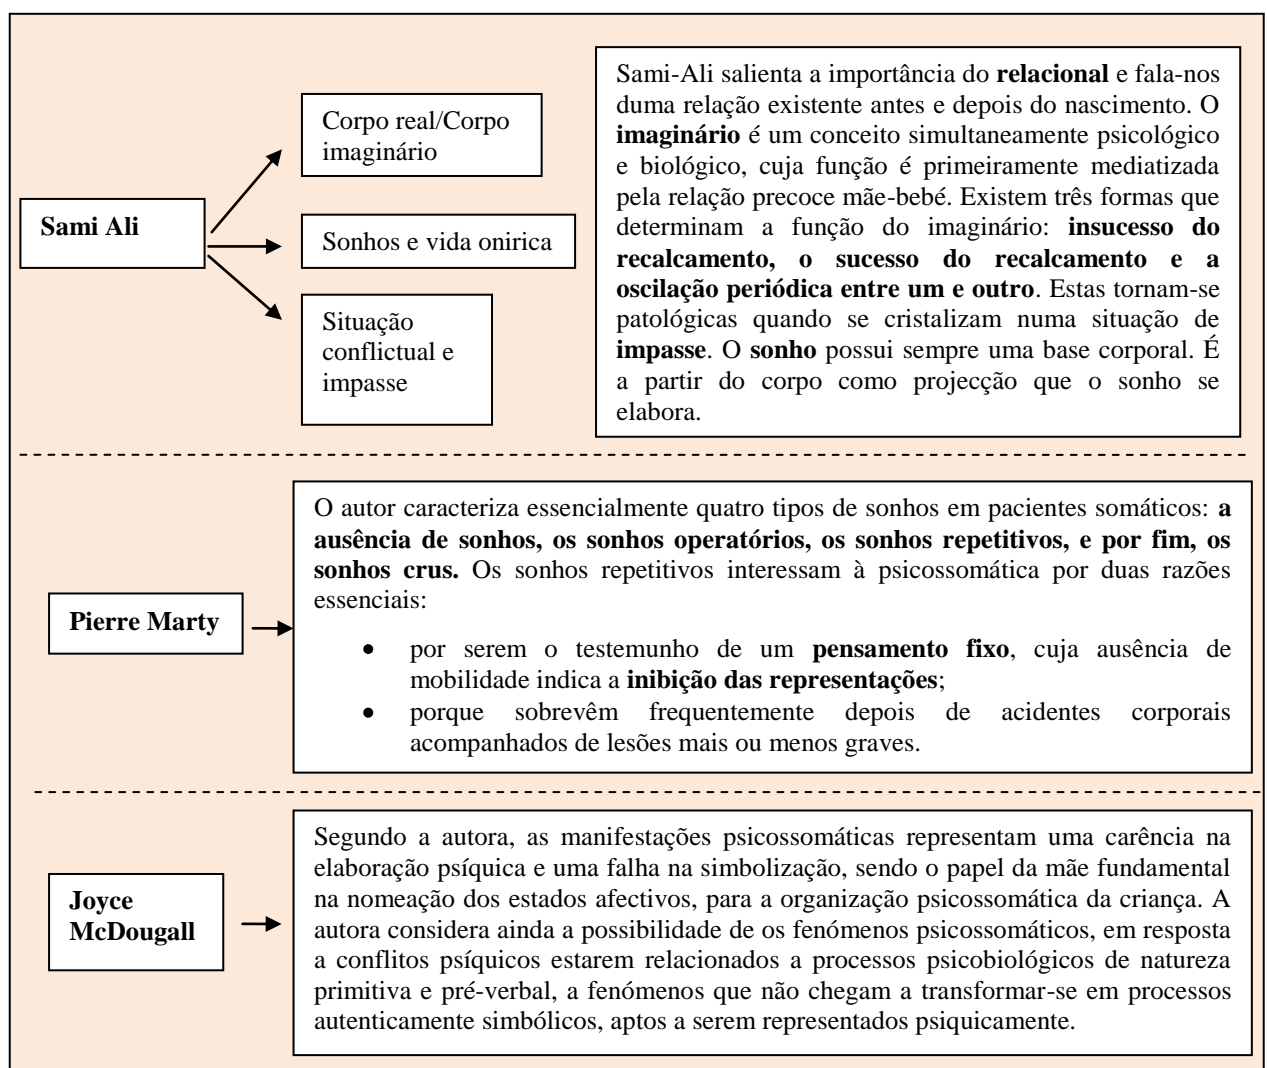 Sami Ali
Corpo real/Corpo
imaginário
Sonhos e vida onirica
Situação
conflictual e
impasse
Sami-Ali salienta a importância do relacional e fala-nos
duma relação existente antes e depois do nascimento. O
imaginário é um conceito simultaneamente psicológico
e biológico, cuja função é primeiramente mediatizada
pela relação precoce mãe-bebé. Existem três formas que
determinam a função do imaginário: insucesso do
recalcamento, o sucesso do recalcamento e a
oscilação periódica entre um e outro. Estas tornam-se
patológicas quando se cristalizam numa situação de
impasse. O sonho possui sempre uma base corporal. É
a partir do corpo como projecção que o sonho se
elabora.
Pierre Marty
O autor caracteriza essencialmente quatro tipos de sonhos em pacientes somáticos: a
ausência de sonhos, os sonhos operatórios, os sonhos repetitivos, e por fim, os
sonhos crus. Os sonhos repetitivos interessam à psicossomática por duas razões
essenciais:
• por serem o testemunho de um pensamento fixo, cuja ausência de
mobilidade indica a inibição das representações;
• porque sobrevêm frequentemente depois de acidentes corporais
acompanhados de lesões mais ou menos graves.
Joyce
McDougall
Segundo a autora, as manifestações psicossomáticas representam uma carência na
elaboração psíquica e uma falha na simbolização, sendo o papel da mãe fundamental
na nomeação dos estados afectivos, para a organização psicossomática da criança. A
autora considera ainda a possibilidade de os fenómenos psicossomáticos, em resposta
a conflitos psíquicos estarem relacionados a processos psicobiológicos de natureza
primitiva e pré-verbal, a fenómenos que não chegam a transformar-se em processos
autenticamente simbólicos, aptos a serem representados psiquicamente.